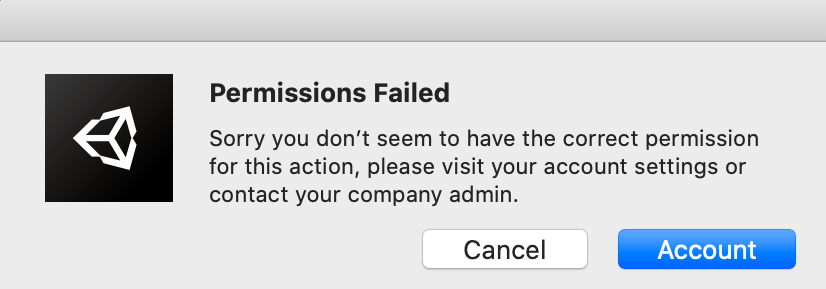 Permissions Failed
Sorry you don’t seem to have the correct permission
for this action, please visit your account settings or
contact your company admin.
Cancel
Account